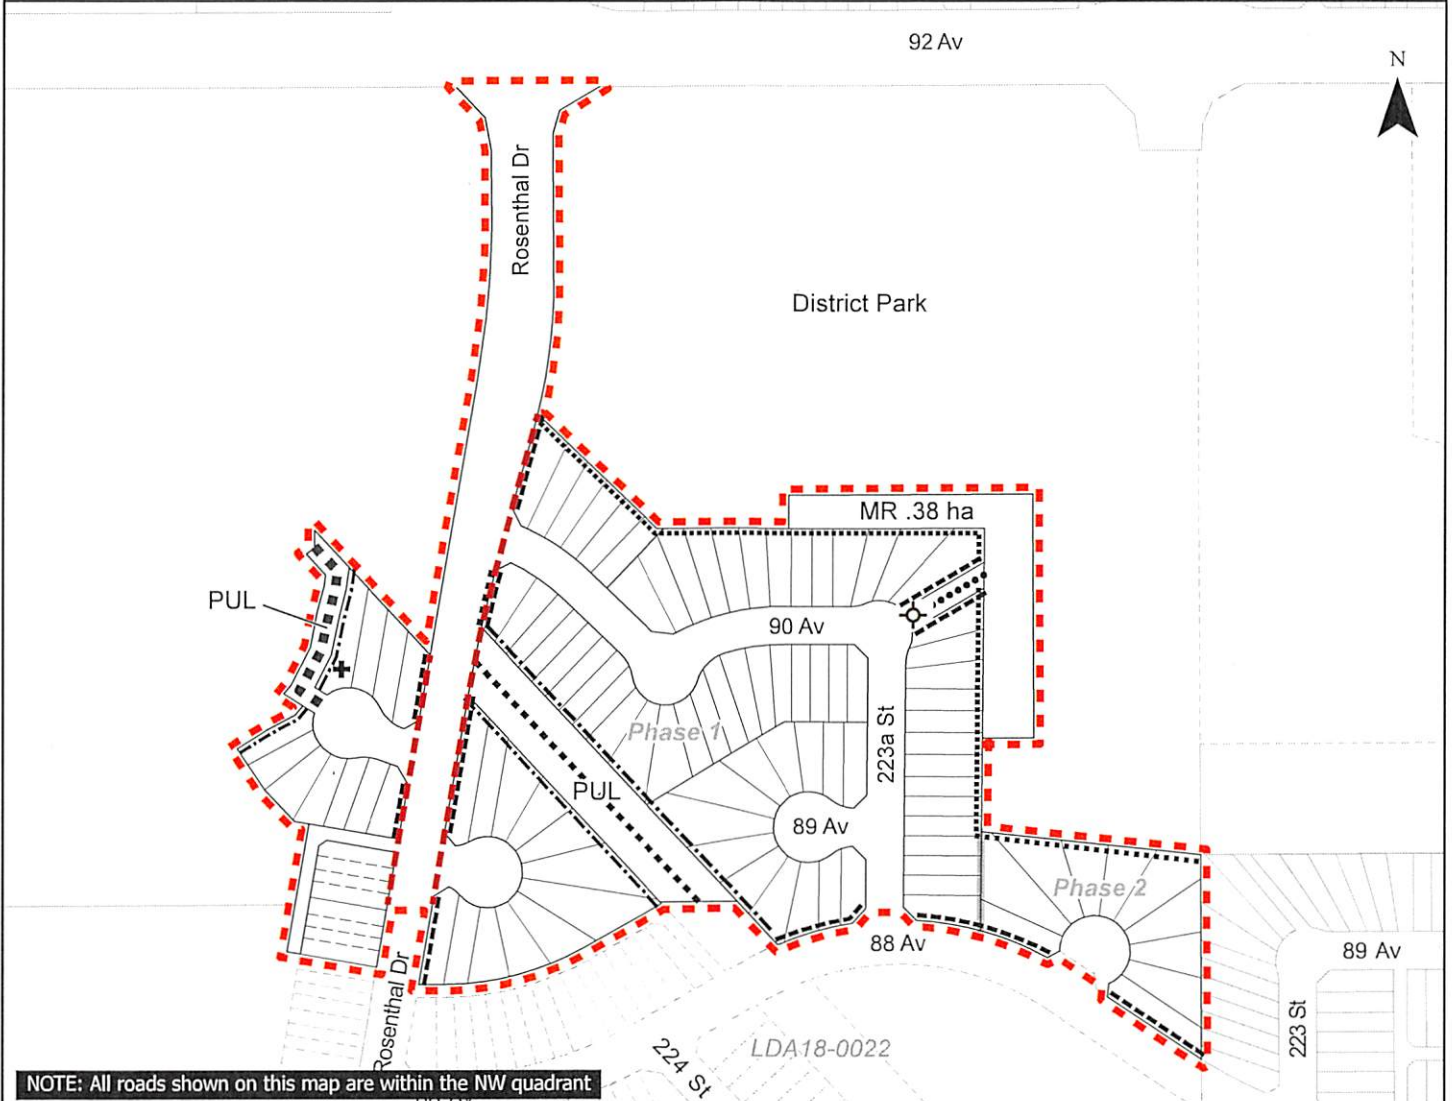 92 Av
N
Rosenthal Dr
District Park
MR .38 ha
PUL
90 Av
Phase 1
223a St
PUL
89 Av
Phase 2
88 Av
89 Av
Rosenthal Dr
223 St
224 St
LDA18-0022
NOTE: All roads shown on this map are within the NW quadrant